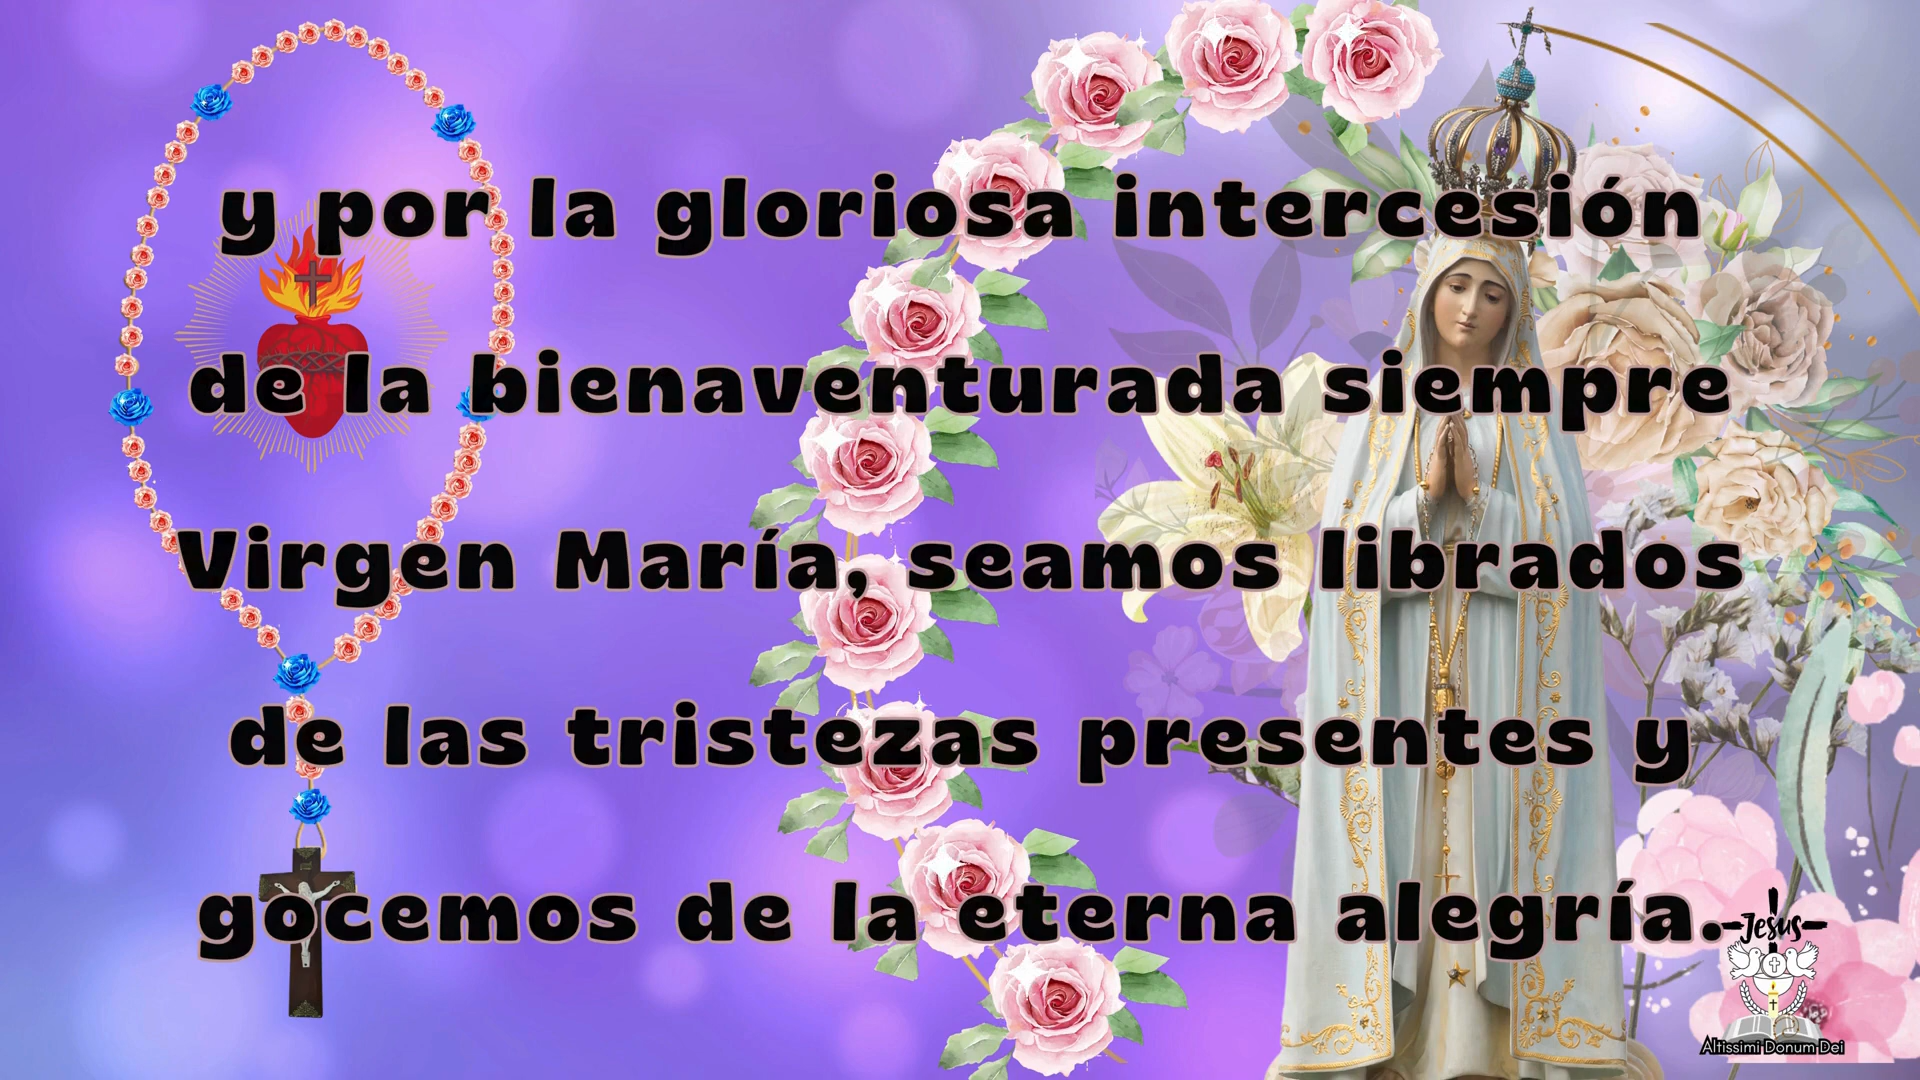 y por la gloriosa intercesión
de la bienaventurada siempre
Virgen María, seamos librados
de las tristezas presentes y
gocemos de la eterna alegría.
Jesus
Altissimi Donum Dei